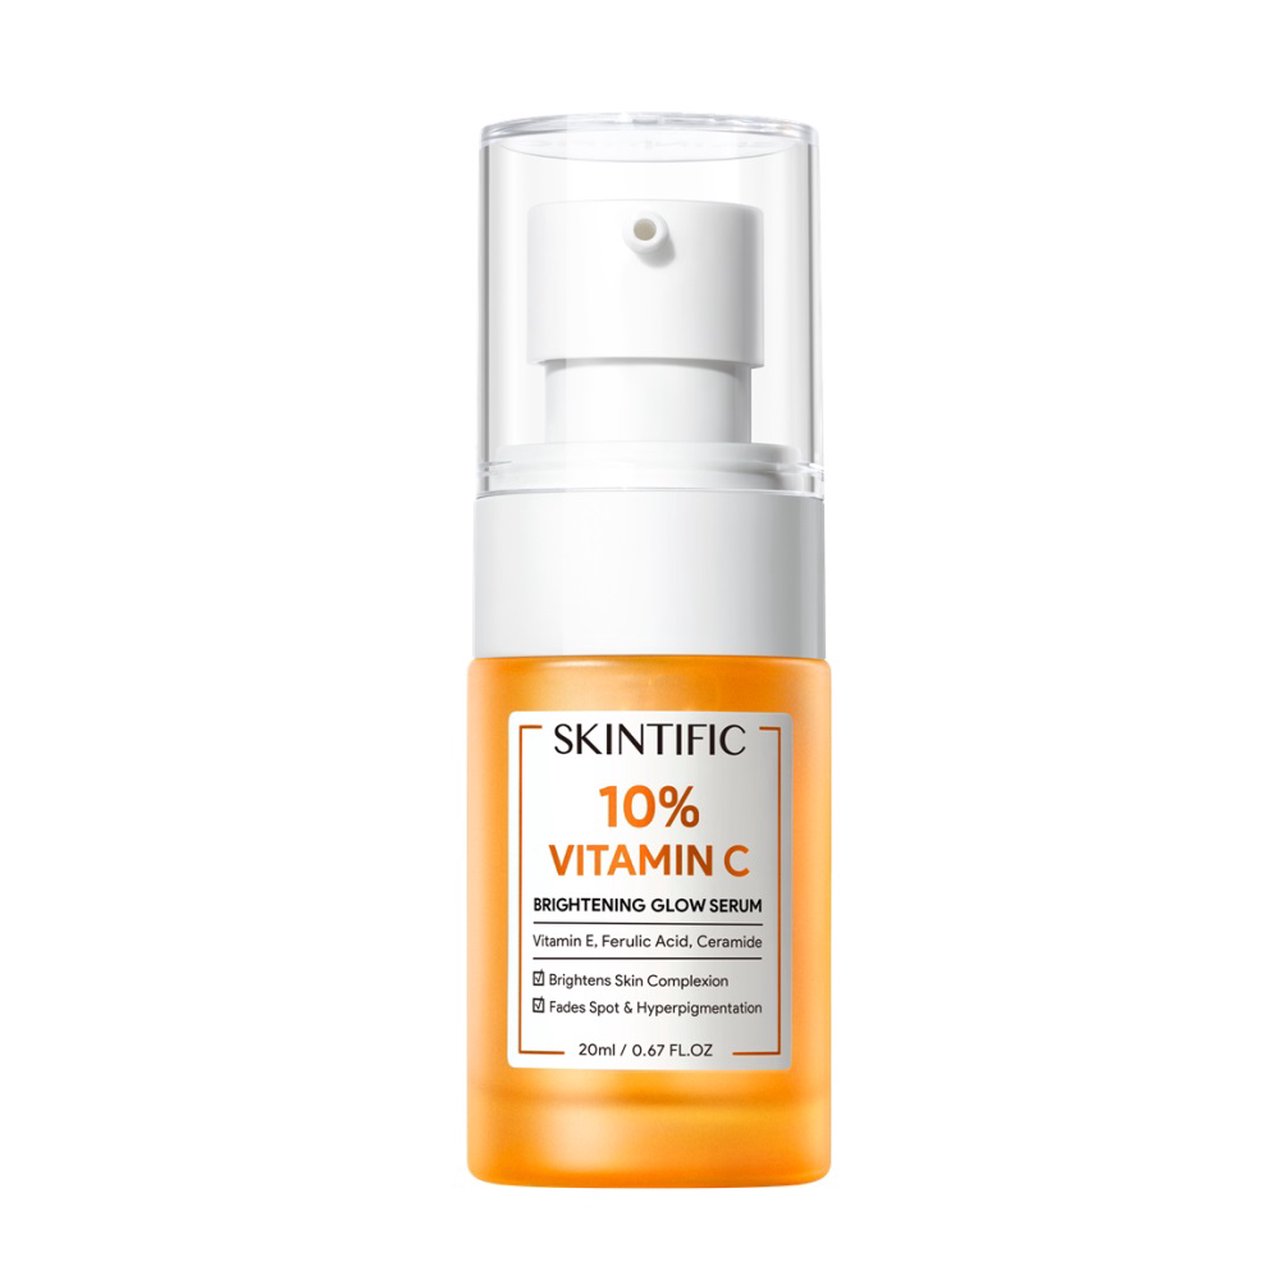 SKINTIFIC
10%
VITAMIN C
BRIGHTENING GLOW SERUM
Vitamin E, Ferulic Acid, Ceramide
☑ Brightens Skin Complexion
☑ Fades Spot & Hyperpigmentation
20ml / 0.67 FL.OZ